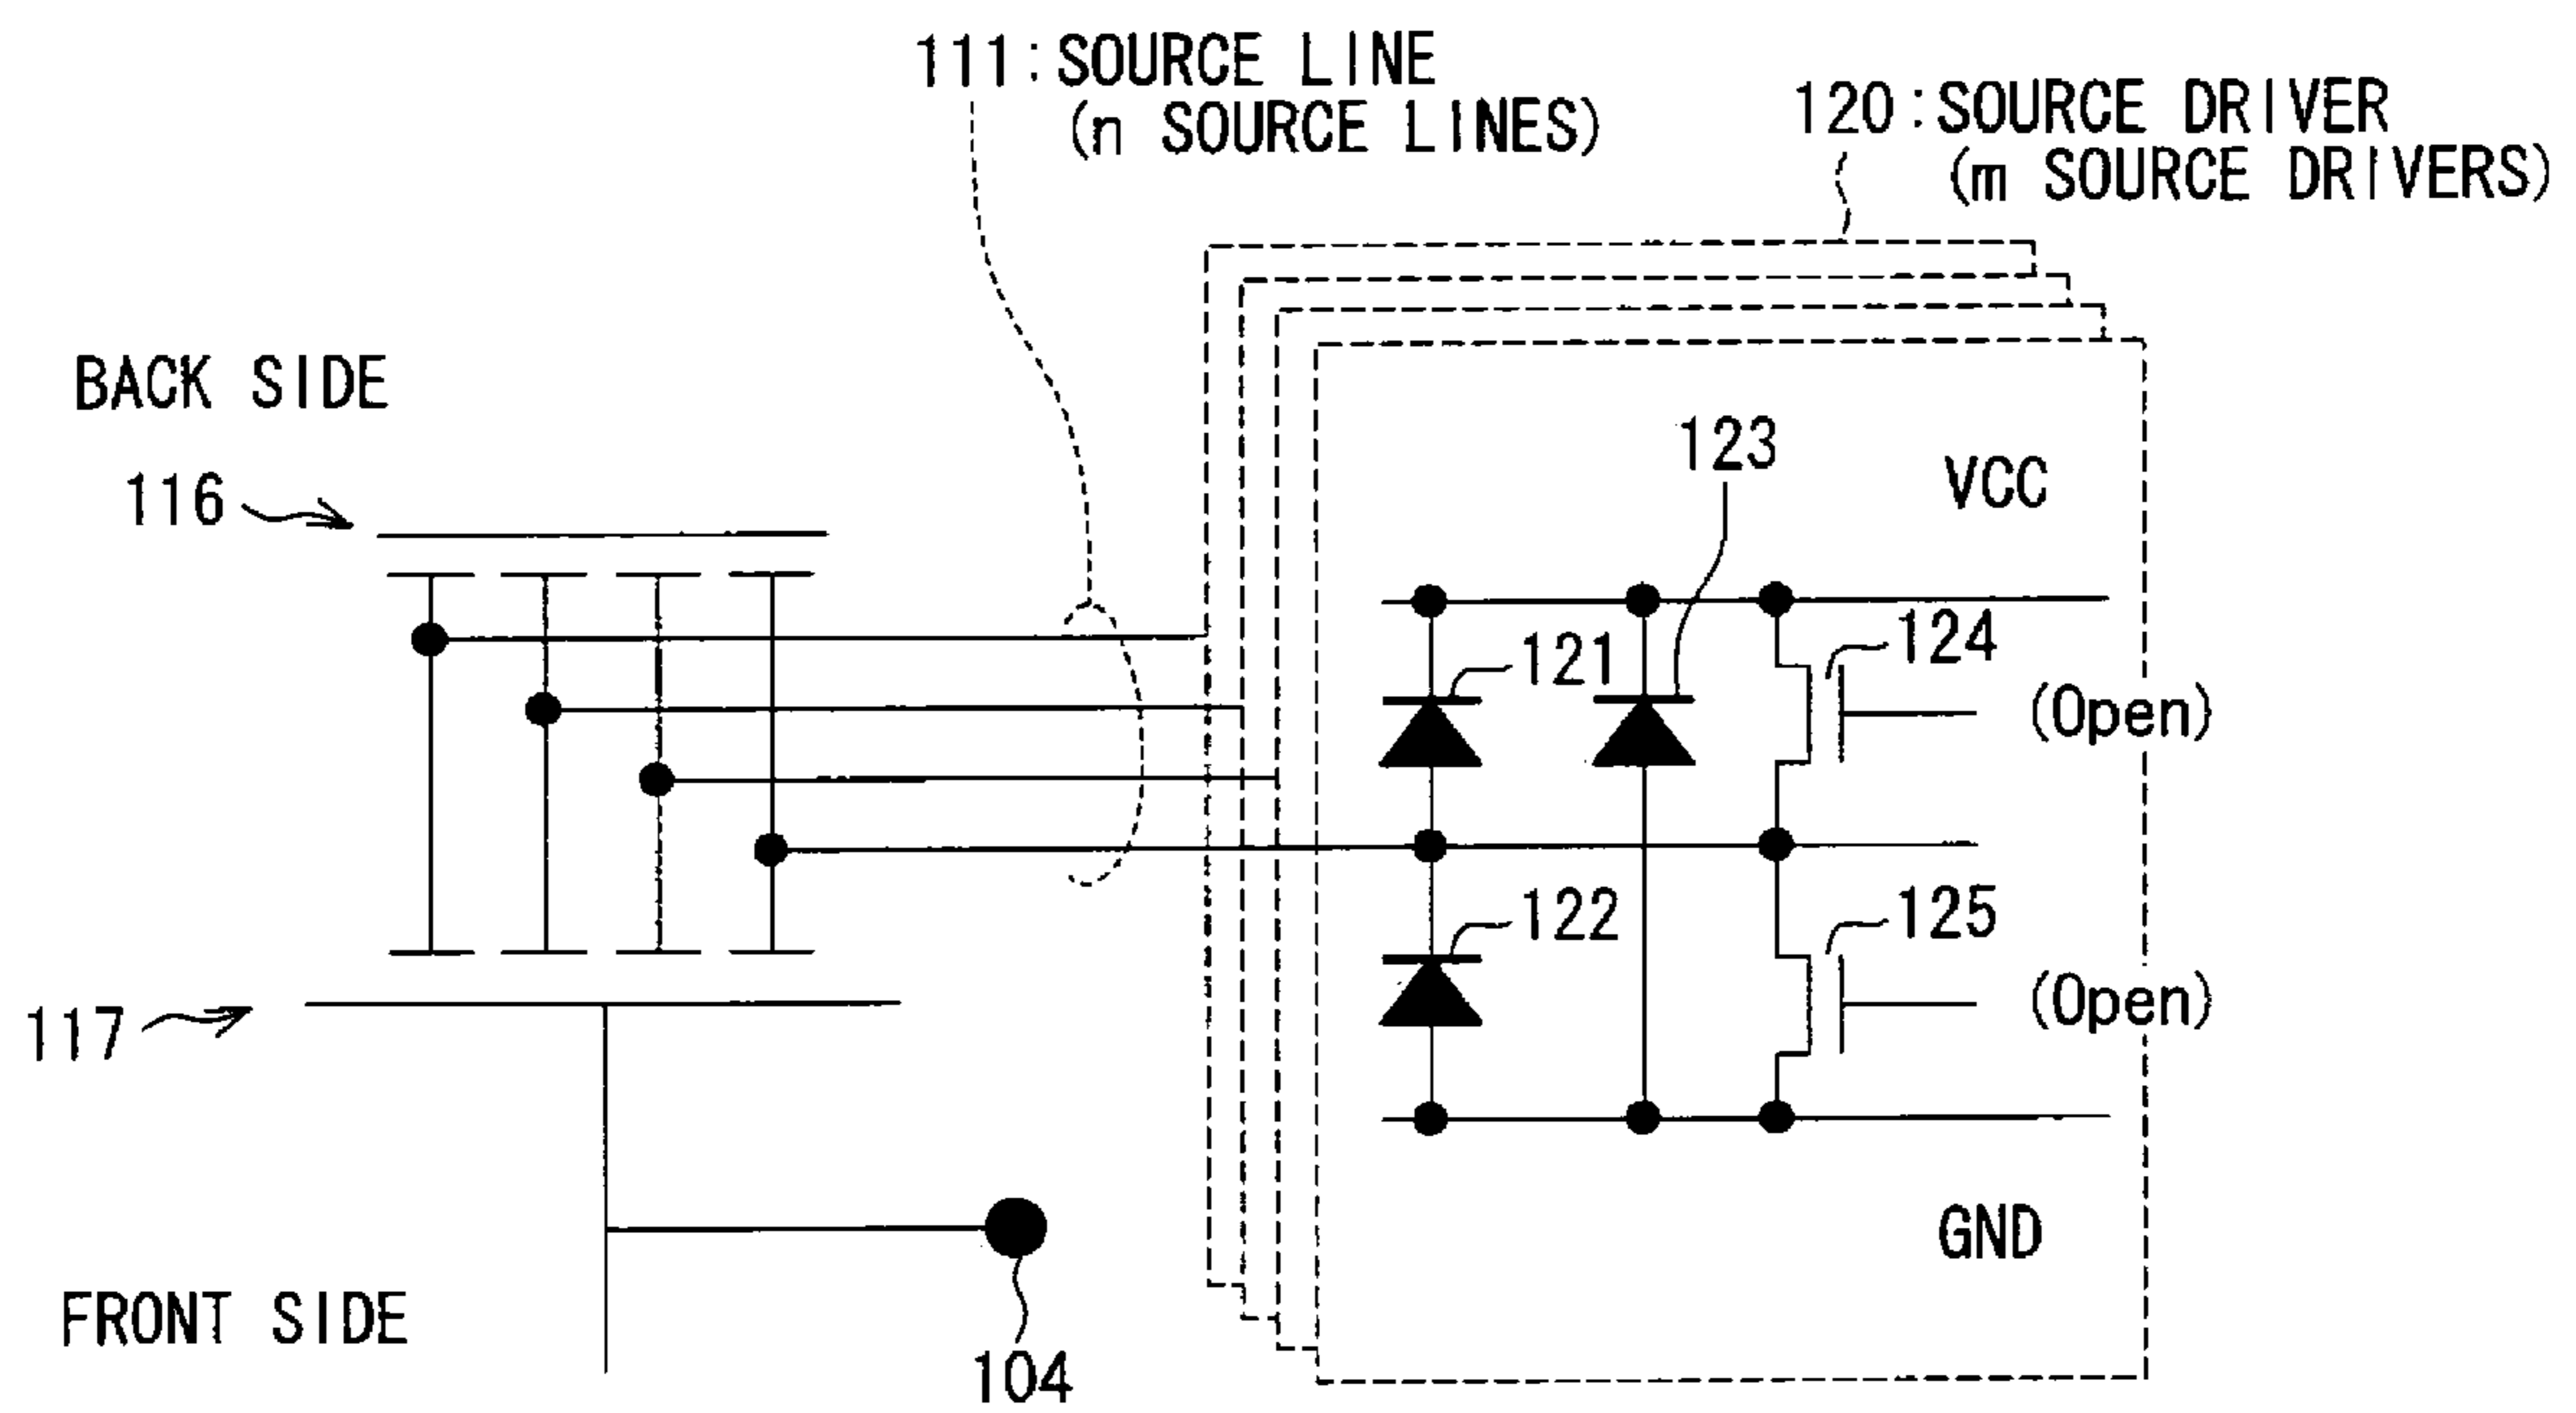 111:SOURCE LINE
(n SOURCE LINES)
120:SOURCE DRIVER
(m SOURCE DRIVERS)
BACK SIDE
116
123
VCC
121
124
(Open)
122
125
(Open)
117
GND
FRONT SIDE
104